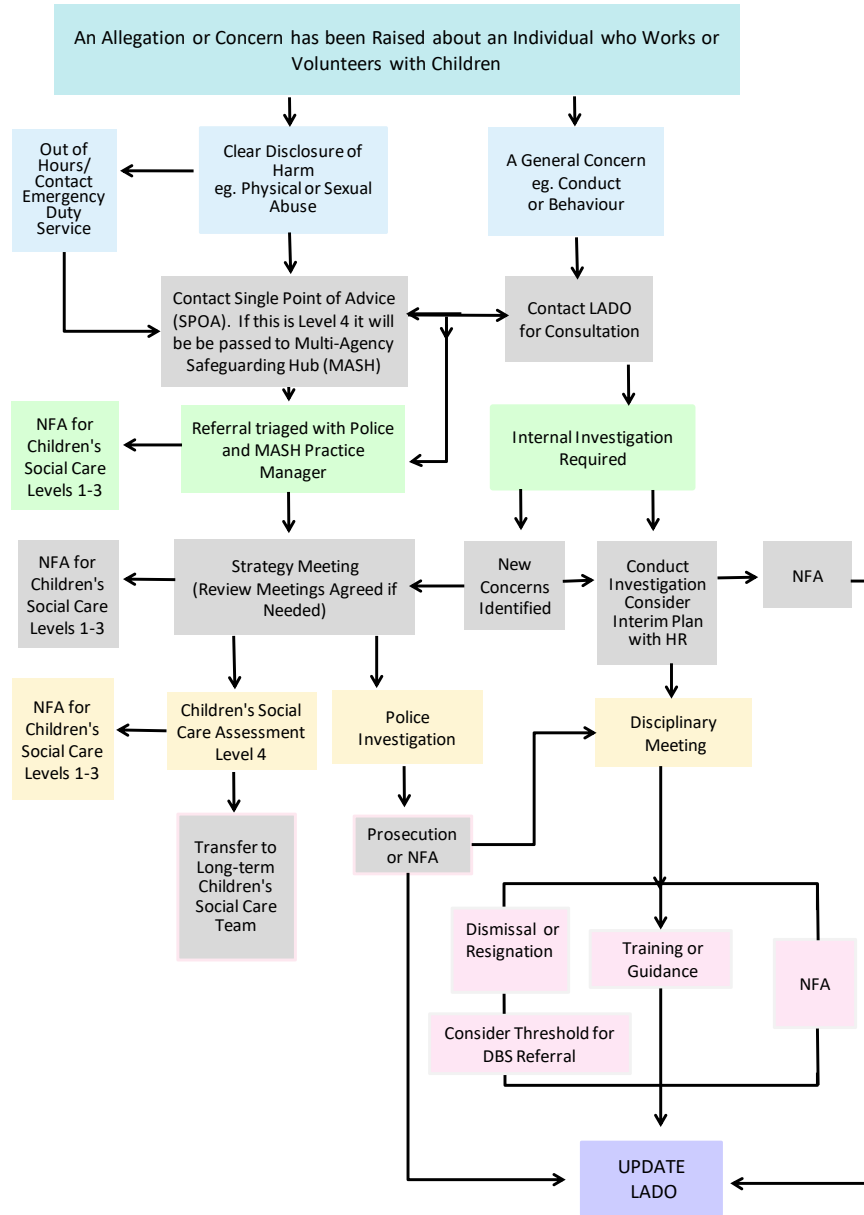 An Allegation or Concern has been Raised about an Individual who Works or
Volunteers with Children
Out of
Hours/
Contact
Emergency
Duty
Service
Clear Disclosure of
Harm
eg. Physical or Sexual
Abuse
A General Concern
eg. Conduct
or Behaviour
Contact Single Point of Advice
(SPOA).  If this is Level 4 it will
be be passed to Multi-Agency
Safeguarding Hub (MASH)
Contact LADO
for Consultation
NFA for
Children's
Social Care
Levels 1-3
Referral triaged with Police
and MASH Practice
Manager
Internal Investigation
Required
NFA for
Children's
Social Care
Levels 1-3
Strategy Meeting
(Review Meetings Agreed if
Needed)
New
Concerns
Identified
Conduct
Investigation
Consider
Interim Plan
with HR
NFA
NFA for
Children's
Social Care
Levels 1-3
Children's Social
Care Assessment
Level 4
Police
Investigation
Disciplinary
Meeting
Transfer to
Long-term
Children's
Social Care
Team
Prosecution
or NFA
Dismissal or
Resignation
Training or
Guidance
NFA
Consider Threshold for
DBS Referral
UPDATE
LADO